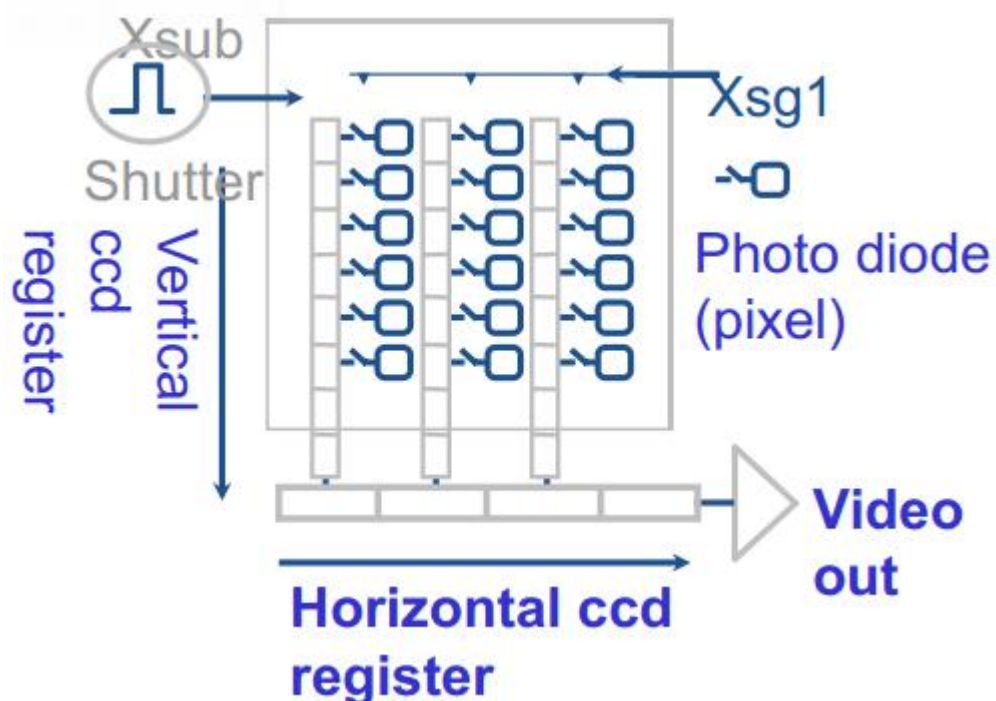 Xsub
Shutter
Xsg1
Photo diode
(pixel)
Vertical
ccd
register
Video
out
Horizontal ccd
register